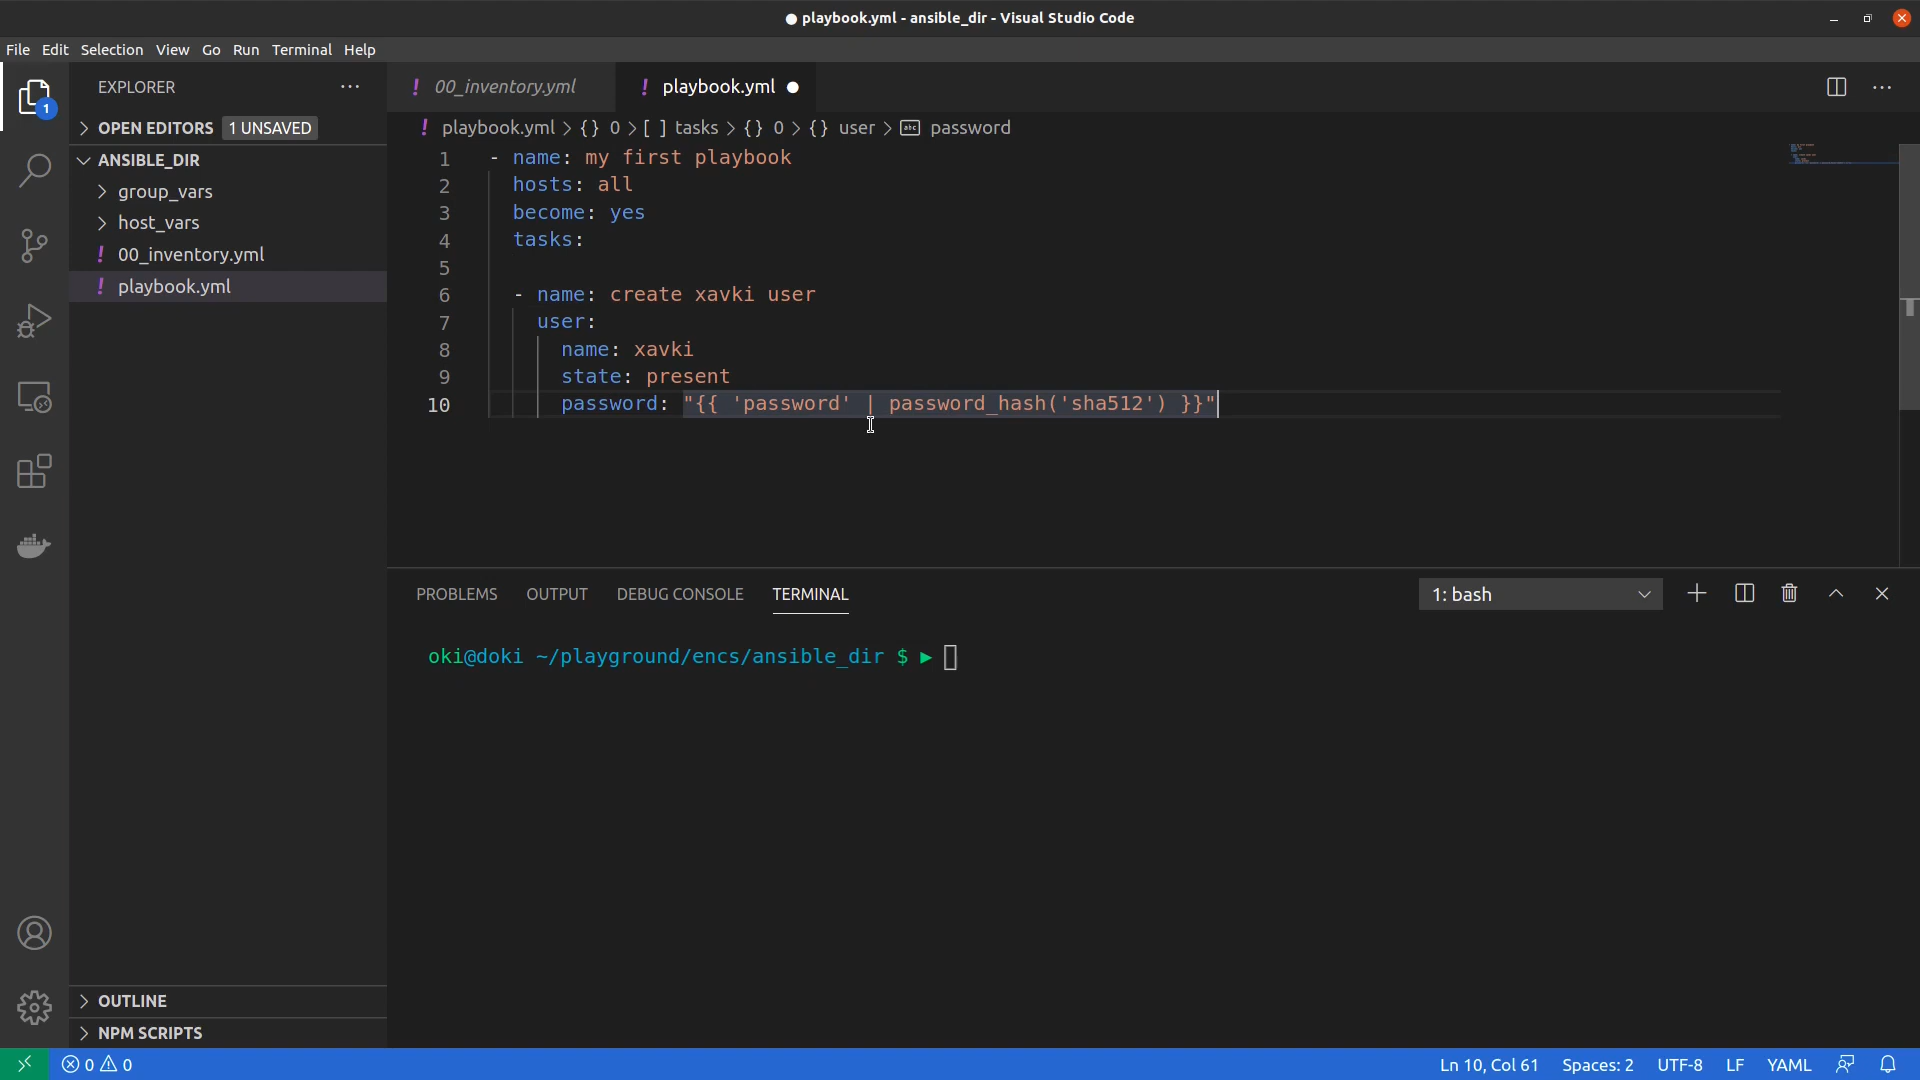 ● playbook.yml - ansible_dir - Visual Studio Code
File Edit Selection View Go Run Terminal Help
EXPLORER
1
OPEN EDITORS 1 UNSAVED
ANSIBLE_DIR
group_vars
host_vars
! 00_inventory.yml
! playbook.yml
OUTLINE
NPM SCRIPTS
! 00_inventory.yml ! playbook.yml ●
! playbook.yml > {} 0 > [ ] tasks > {} 0 > {} user > abc password
1 - name: my first playbook
2 hosts: all
3 become: yes
4 tasks:
5
6 - name: create xavki user
7 user:
8 name: xavki
9 state: present
10 password: "{{ 'password' | password_hash('sha512') }}"
PROBLEMS OUTPUT DEBUG CONSOLE TERMINAL
1: bash
oki@doki ~/playground/encs/ansible_dir $ ▶
0 0
Ln 10, Col 61 Spaces: 2 UTF-8 LF YAML